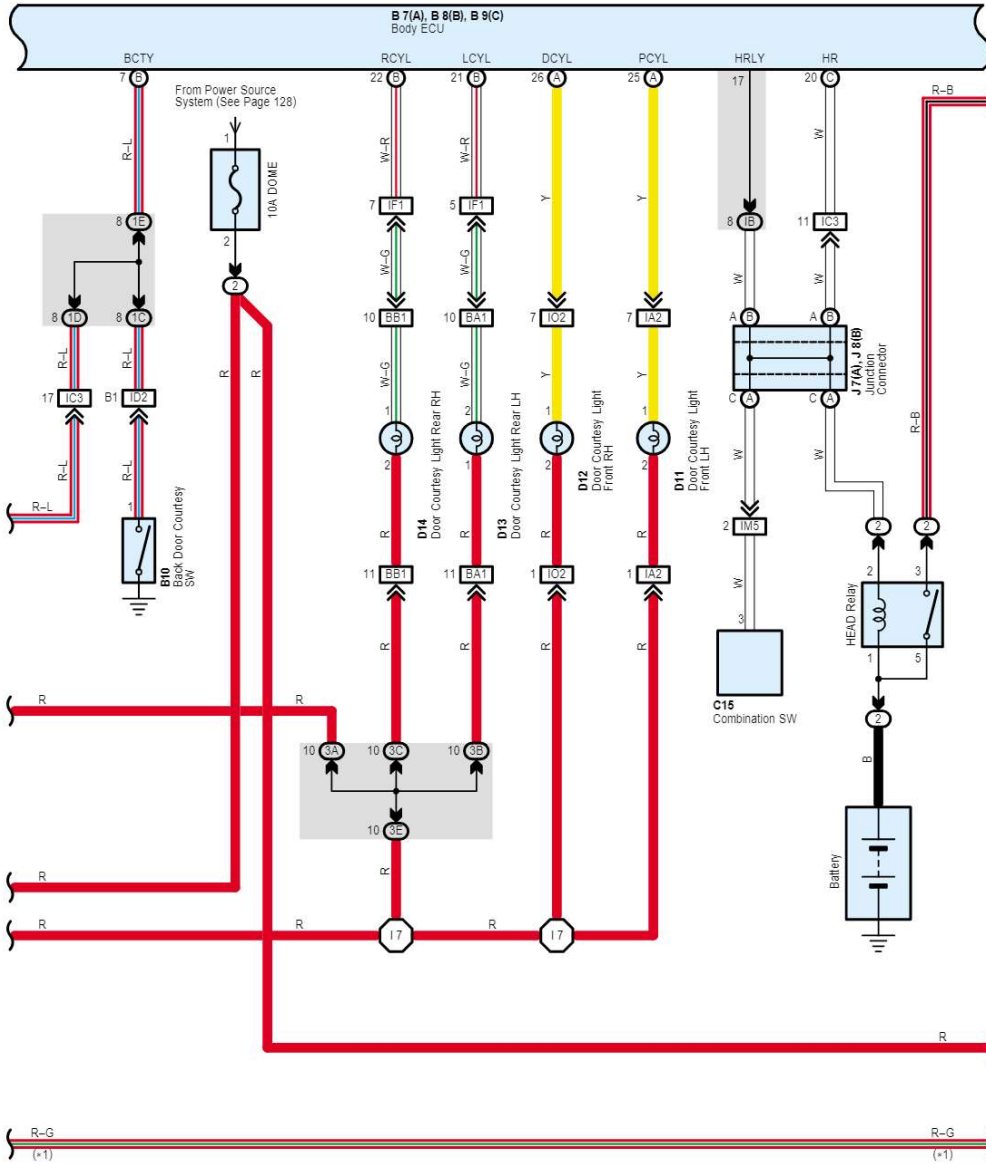 B 7(A), B 8(B), B 9(C)
Body ECU
BCTY RCYL LCYL DCYL PCYL HRLY HR
7 B 22 B 21 B 26 A 25 A 17 20 C
From Power Source
System (See Page 128)
R–B
R–L
1
10A DOME
2
2
W–R W–R Y Y W
8 1E
7 IF1 5 IF1 8 IB 11 IC3
W–G W–G W W
8 1D 8 1C
10 BB1 10 BA1 7 IO2 7 IA2 A B A B
J 7(A), J 8(B)
Junction
Connector
C A C A
R–L R–L R R W–G W–G Y Y
17 IC3 B1 ID2
1 2 1 1
2 1 2 2
D14
Door Courtesy Light Rear RH
D13
Door Courtesy Light Rear LH
D12
Door Courtesy Light
Front RH
D11
Door Courtesy Light
Front LH
W W R–B
R–L R–L
R–L
1
B10
Back Door Courtesy
SW
R R R R
2 IM5 2 2
11 BB1 11 BA1 1 IO2 1 IA2
W
2 3
HEAD Relay
1 5
3
C15
Combination SW
R R R R
R R
2
10 3A 10 3C 10 3B
B
10 3E
Battery
R
R
R R R R
I 7 I 7
R
R–G R–G
(*1) (*1)